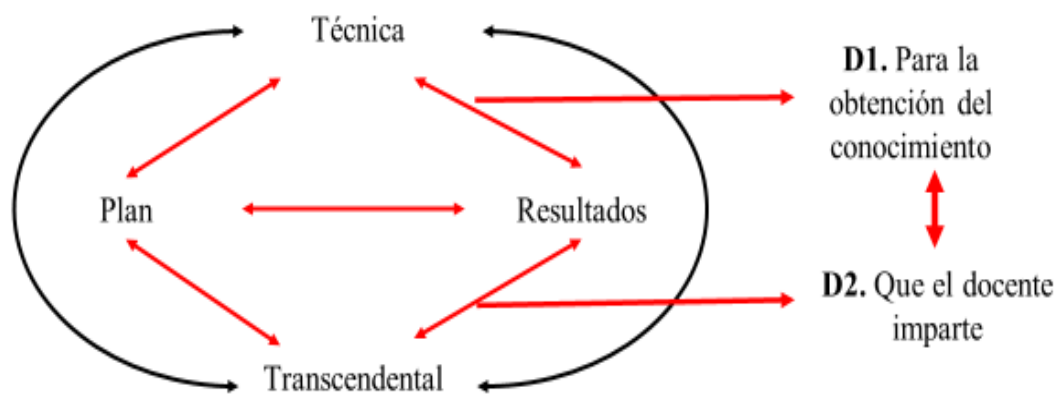 Técnica
D1. Para la
obtención del
conocimiento
Plan
Resultados
D2. Que el docente
imparte
Transcendental